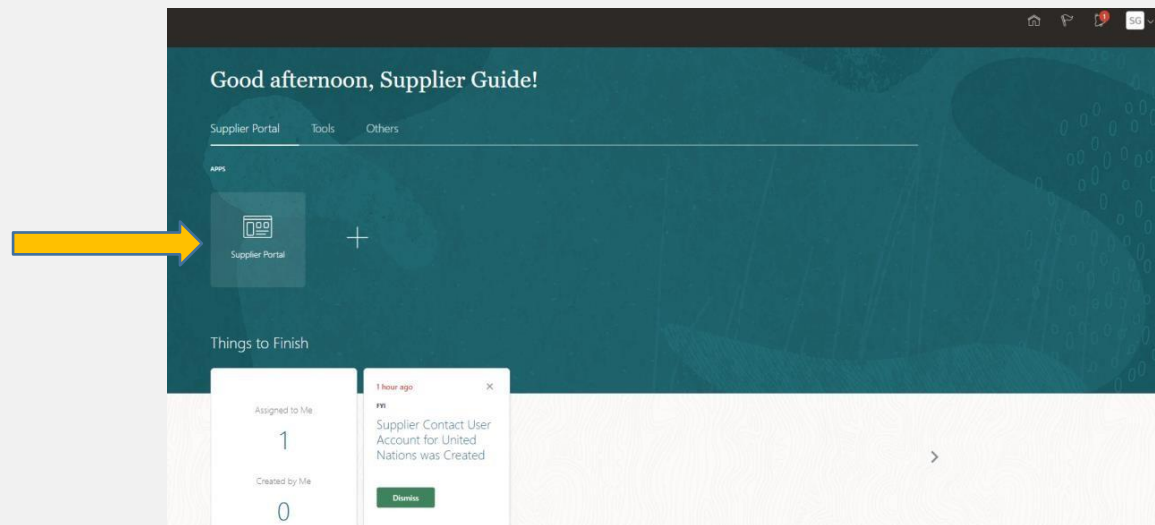 1
SG
Good afternoon, Supplier Guide!
Supplier Portal Tools Others
APPS
Supplier Portal
Things to Finish
Assigned to Me
1
Created by Me
0
1 hour ago
FYI
Supplier Contact User
Account for United
Nations was Created
Dismiss